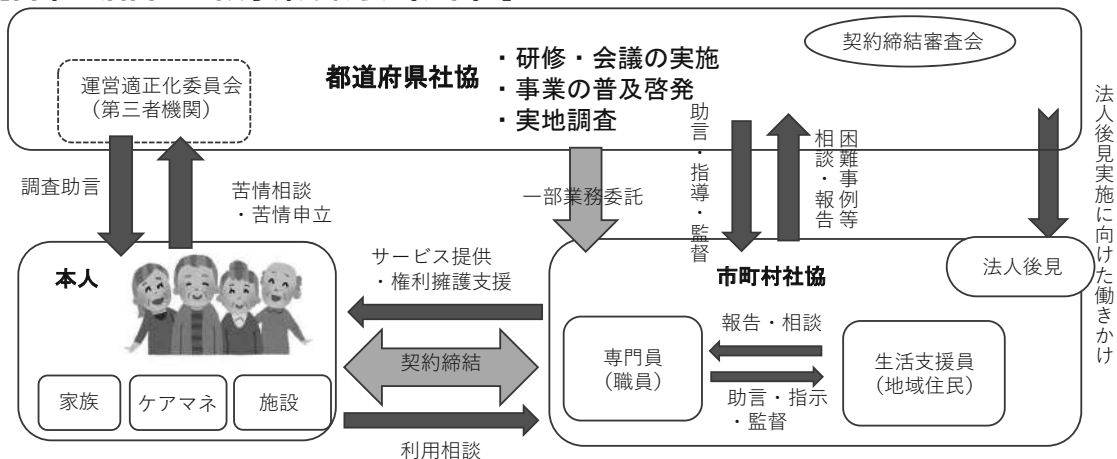 契約締結審査会
運営適正化委員会
(第三者機関)
都道府県社協
・研修・会議の実施
・事業の普及啓発
・実地調査
調査助言
苦情相談
・苦情申立
一部業務委託
助言・指導・監督
困難事例等
相談・報告
法人後見実施に向けた働きかけ
本人
サービス提供
・権利擁護支援
契約締結
利用相談
家族
ケアマネ
施設
市町村社協
法人後見
専門員
(職員)
報告・相談
助言・指示
・監督
生活支援員
(地域住民)